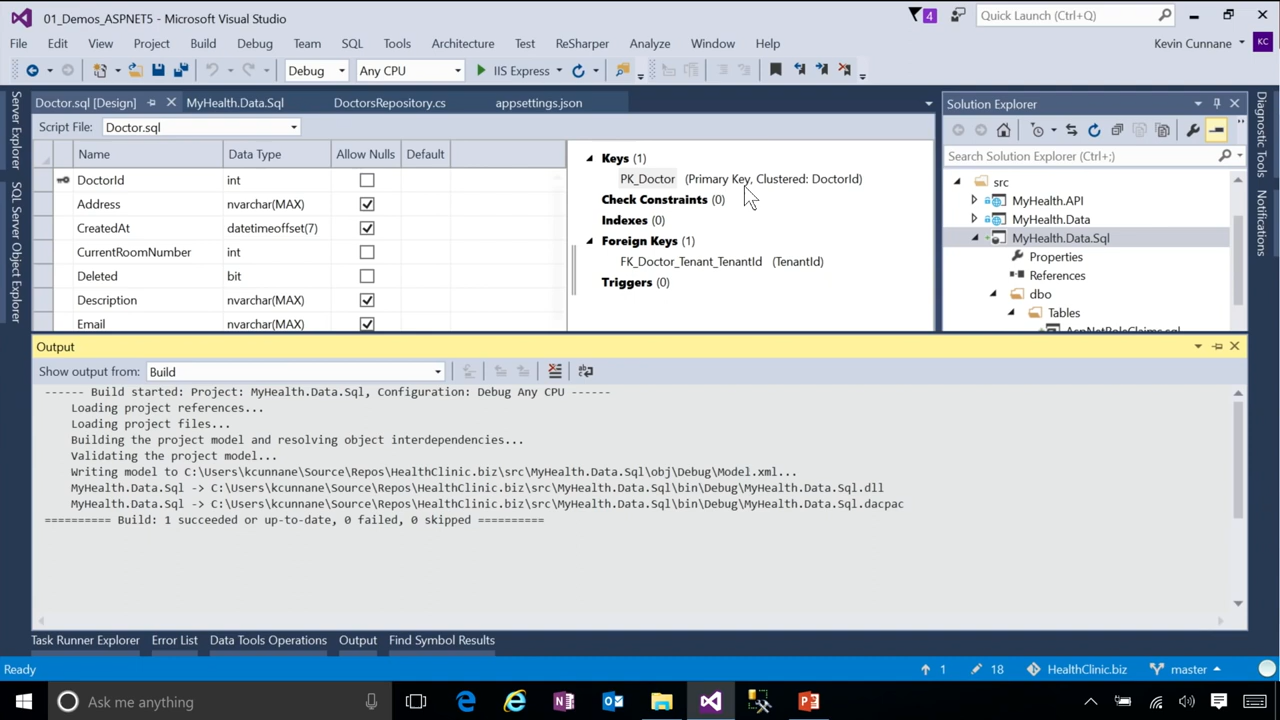 01_Demos_ASPNET5 - Microsoft Visual Studio
4
Quick Launch (Ctrl+Q)
File Edit View Project Build Debug Team SQL Tools Architecture Test ReSharper Analyze Window Help
Kevin Cunnane
KC
Debug Any CPU IIS Express
Server Explorer
SQL Server Object Explorer
Doctor.sql [Design] MyHealth.Data.Sql DoctorsRepository.cs appsettings.json
Script File: Doctor.sql
Name Data Type Allow Nulls Default
DoctorId int
Address nvarchar(MAX)
CreatedAt datetimeoffset(7)
CurrentRoomNumber int
Deleted bit
Description nvarchar(MAX)
Email nvarchar(MAX)
Keys (1)
PK_Doctor (Primary Key, Clustered: DoctorId)
Check Constraints (0)
Indexes (0)
Foreign Keys (1)
FK_Doctor_Tenant_TenantId (TenantId)
Triggers (0)
Solution Explorer
Search Solution Explorer (Ctrl+;)
src
MyHealth.API
MyHealth.Data
MyHealth.Data.Sql
Properties
References
dbo
Tables
AspNetRoleClaims.sql
Diagnostic Tools
Notifications
Output
Show output from: Build
------ Build started: Project: MyHealth.Data.Sql, Configuration: Debug Any CPU ------
Loading project references...
Loading project files...
Building the project model and resolving object interdependencies...
Validating the project model...
Writing model to C:\Users\kcunnane\Source\Repos\HealthClinic.biz\src\MyHealth.Data.Sql\obj\Debug\Model.xml...
MyHealth.Data.Sql -> C:\Users\kcunnane\Source\Repos\HealthClinic.biz\src\MyHealth.Data.Sql\bin\Debug\MyHealth.Data.Sql.dll
MyHealth.Data.Sql -> C:\Users\kcunnane\Source\Repos\HealthClinic.biz\src\MyHealth.Data.Sql\bin\Debug\MyHealth.Data.Sql.dacpac
========== Build: 1 succeeded or up-to-date, 0 failed, 0 skipped ==========
Task Runner Explorer Error List Data Tools Operations Output Find Symbol Results
Ready
1 18 HealthClinic.biz master
Ask me anything